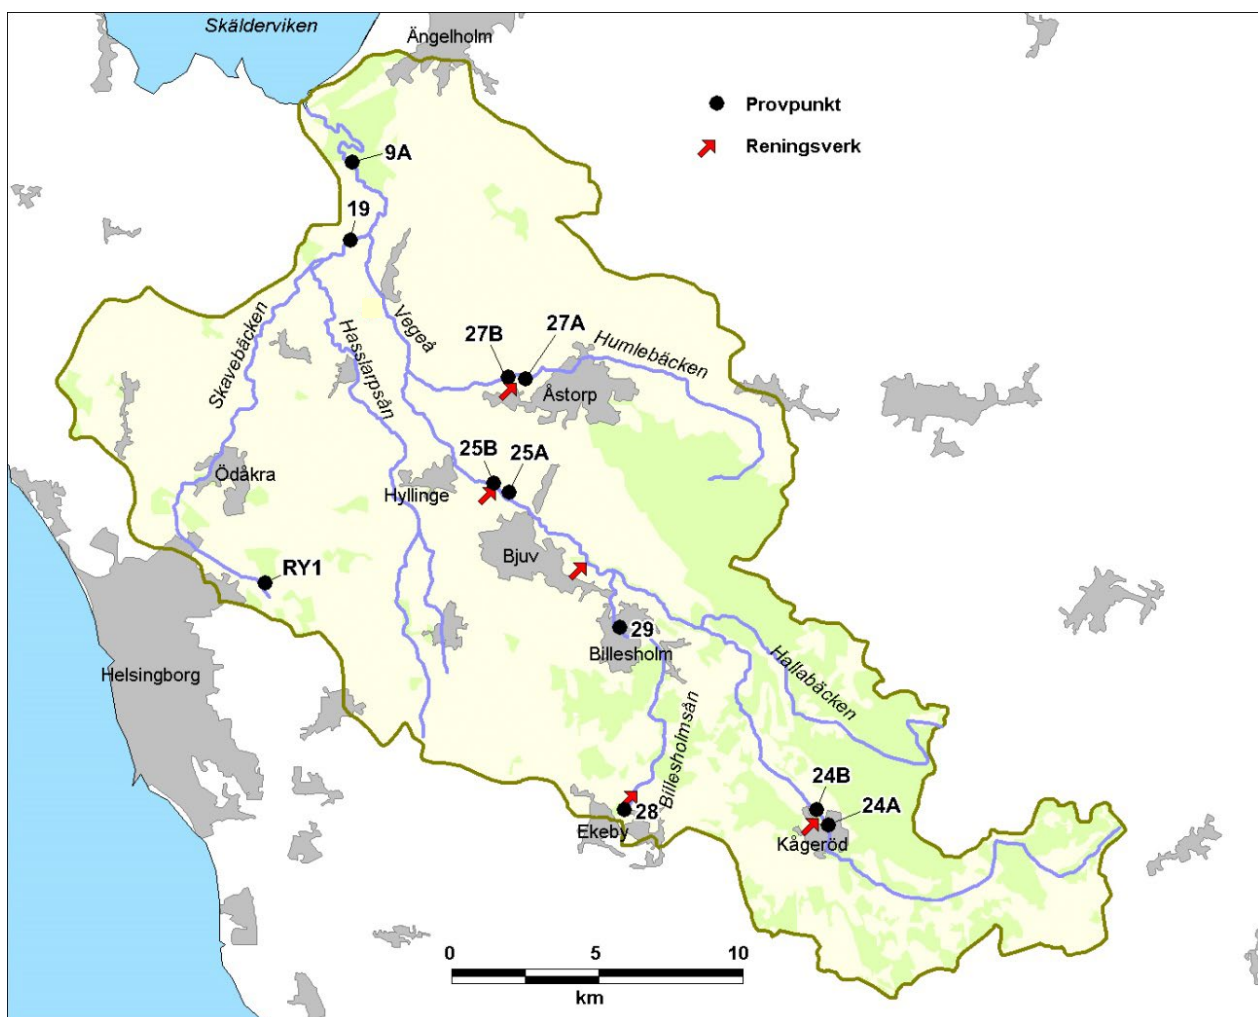 Skälderviken
Ängelholm
Provpunkt
Reningsverk
9A
19
Skavebäcken
Hasslarpsån
Vegeå
27B
27A
Humlebäcken
Åstorp
25B
25A
Ödåkra
Hyllinge
Bjuv
RY1
29
Billesholm
Helsingborg
Hallabäcken
Billesholmsån
24B
24A
28
Ekeby
Kågeröd
0 5 10
km